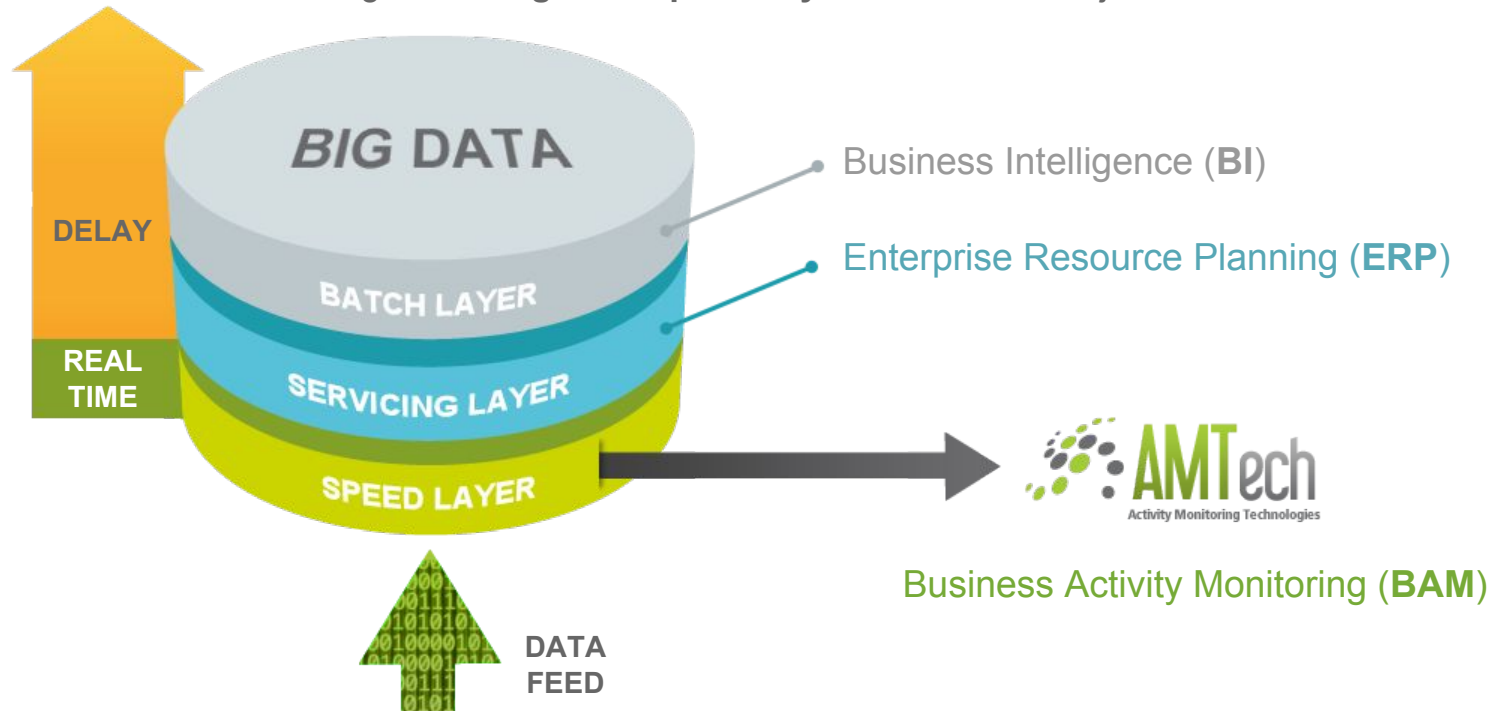 BIG DATA
Business Intelligence (BI)
DELAY
Enterprise Resource Planning (ERP)
BATCH LAYER
REAL
TIME
SERVICING LAYER
AMTech
Activity Monitoring Technologies
SPEED LAYER
Business Activity Monitoring (BAM)
DATA
FEED